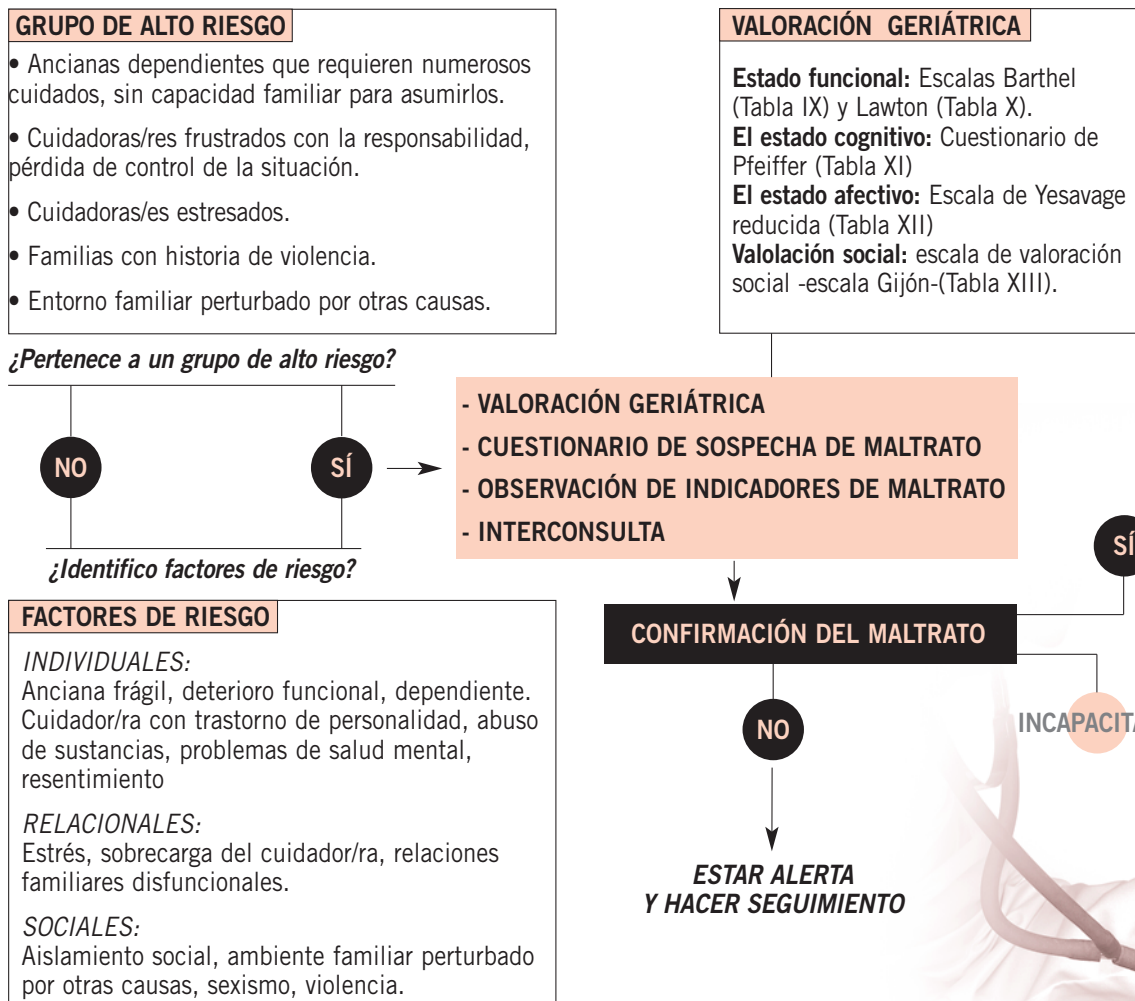 GRUPO DE ALTO RIESGO
• Ancianas dependientes que requieren numerosos
cuidados, sin capacidad familiar para asumirlos.
• Cuidadoras/res frustrados con la responsabilidad,
pérdida de control de la situación.
• Cuidadoras/es estresados.
• Familias con historia de violencia.
• Entorno familiar perturbado por otras causas.
VALORACIÓN GERIÁTRICA
Estado funcional: Escalas Barthel
(Tabla IX) y Lawton (Tabla X).
El estado cognitivo: Cuestionario de
Pfeiffer (Tabla XI)
El estado afectivo: Escala de Yesavage
reducida (Tabla XII)
Valolación social: escala de valoración
social -escala Gijón-(Tabla XIII).
¿Pertenece a un grupo de alto riesgo?
NO
SÍ
- VALORACIÓN GERIÁTRICA
- CUESTIONARIO DE SOSPECHA DE MALTRATO
- OBSERVACIÓN DE INDICADORES DE MALTRATO
- INTERCONSULTA
¿Identifico factores de riesgo?
SÍ
CONFIRMACIÓN DEL MALTRATO
NO
INCAPACITA
ESTAR ALERTA
Y HACER SEGUIMIENTO
FACTORES DE RIESGO
INDIVIDUALES:
Anciana frágil, deterioro funcional, dependiente.
Cuidador/ra con trastorno de personalidad, abuso
de sustancias, problemas de salud mental,
resentimiento
RELACIONALES:
Estrés, sobrecarga del cuidador/ra, relaciones
familiares disfuncionales.
SOCIALES:
Aislamiento social, ambiente familiar perturbado
por otras causas, sexismo, violencia.